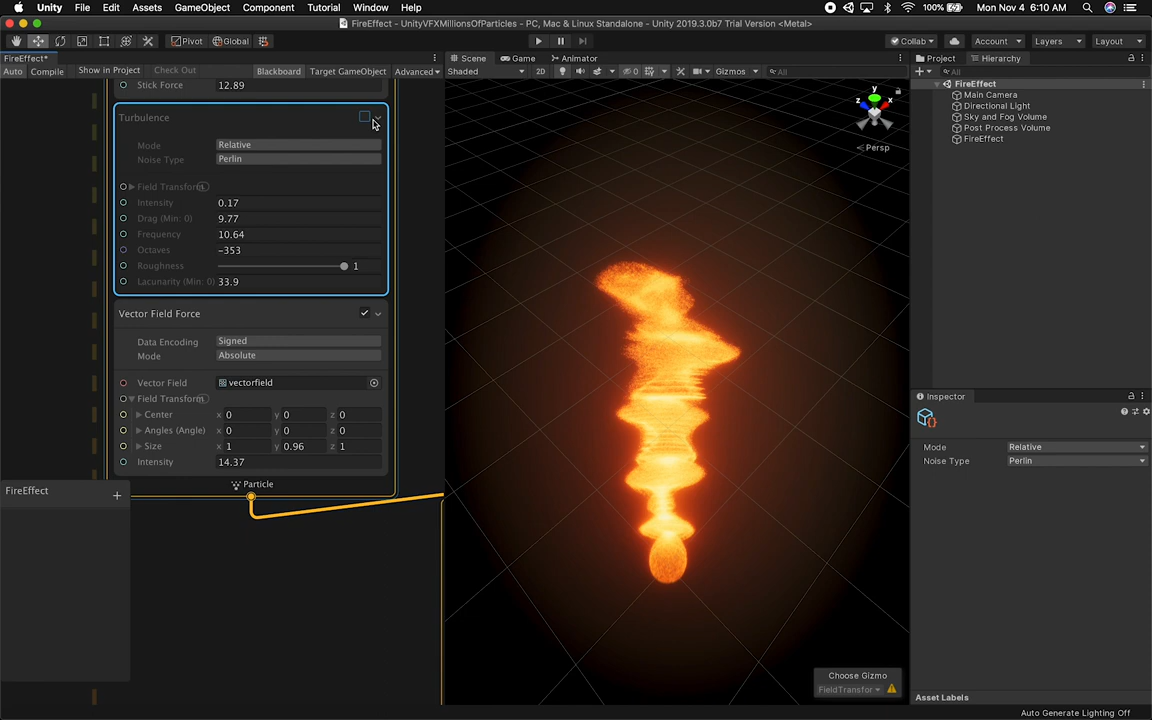 Unity File Edit Assets GameObject Component Tutorial Window Help 100% Mon Nov 4 6:10 AM
FireEffect - UnityVFXMillionsOfParticles - PC, Mac & Linux Standalone - Unity 2019.3.0b7 Trial Version <Metal>
Pivot Global Collab Account Layers Layout
FireEffect* Scene Game Animator Project Hierarchy
Auto Compile Show in Project Check Out Blackboard Target GameObject Advanced Shaded 2D 0 Gizmos All All
Stick Force 12.89
Turbulence
Mode Relative
Noise Type Perlin
Field Transform
Intensity 0.17
Drag (Min: 0) 9.77
Frequency 10.64
Octaves -353
Roughness 1
Lacunarity (Min: 0) 33.9
Vector Field Force
Data Encoding Signed
Mode Absolute
Vector Field vectorfield
Field Transform
Center x 0 y 0 z 0
Angles (Angle) x 0 y 0 z 0
Size x 1 y 0.96 z 1
Intensity 14.37
Particle
FireEffect +
y
z x
Persp
Choose Gizmo
FieldTransfor
FireEffect
Main Camera
Directional Light
Sky and Fog Volume
Post Process Volume
FireEffect
Inspector
Mode Relative
Noise Type Perlin
Asset Labels
Auto Generate Lighting Off